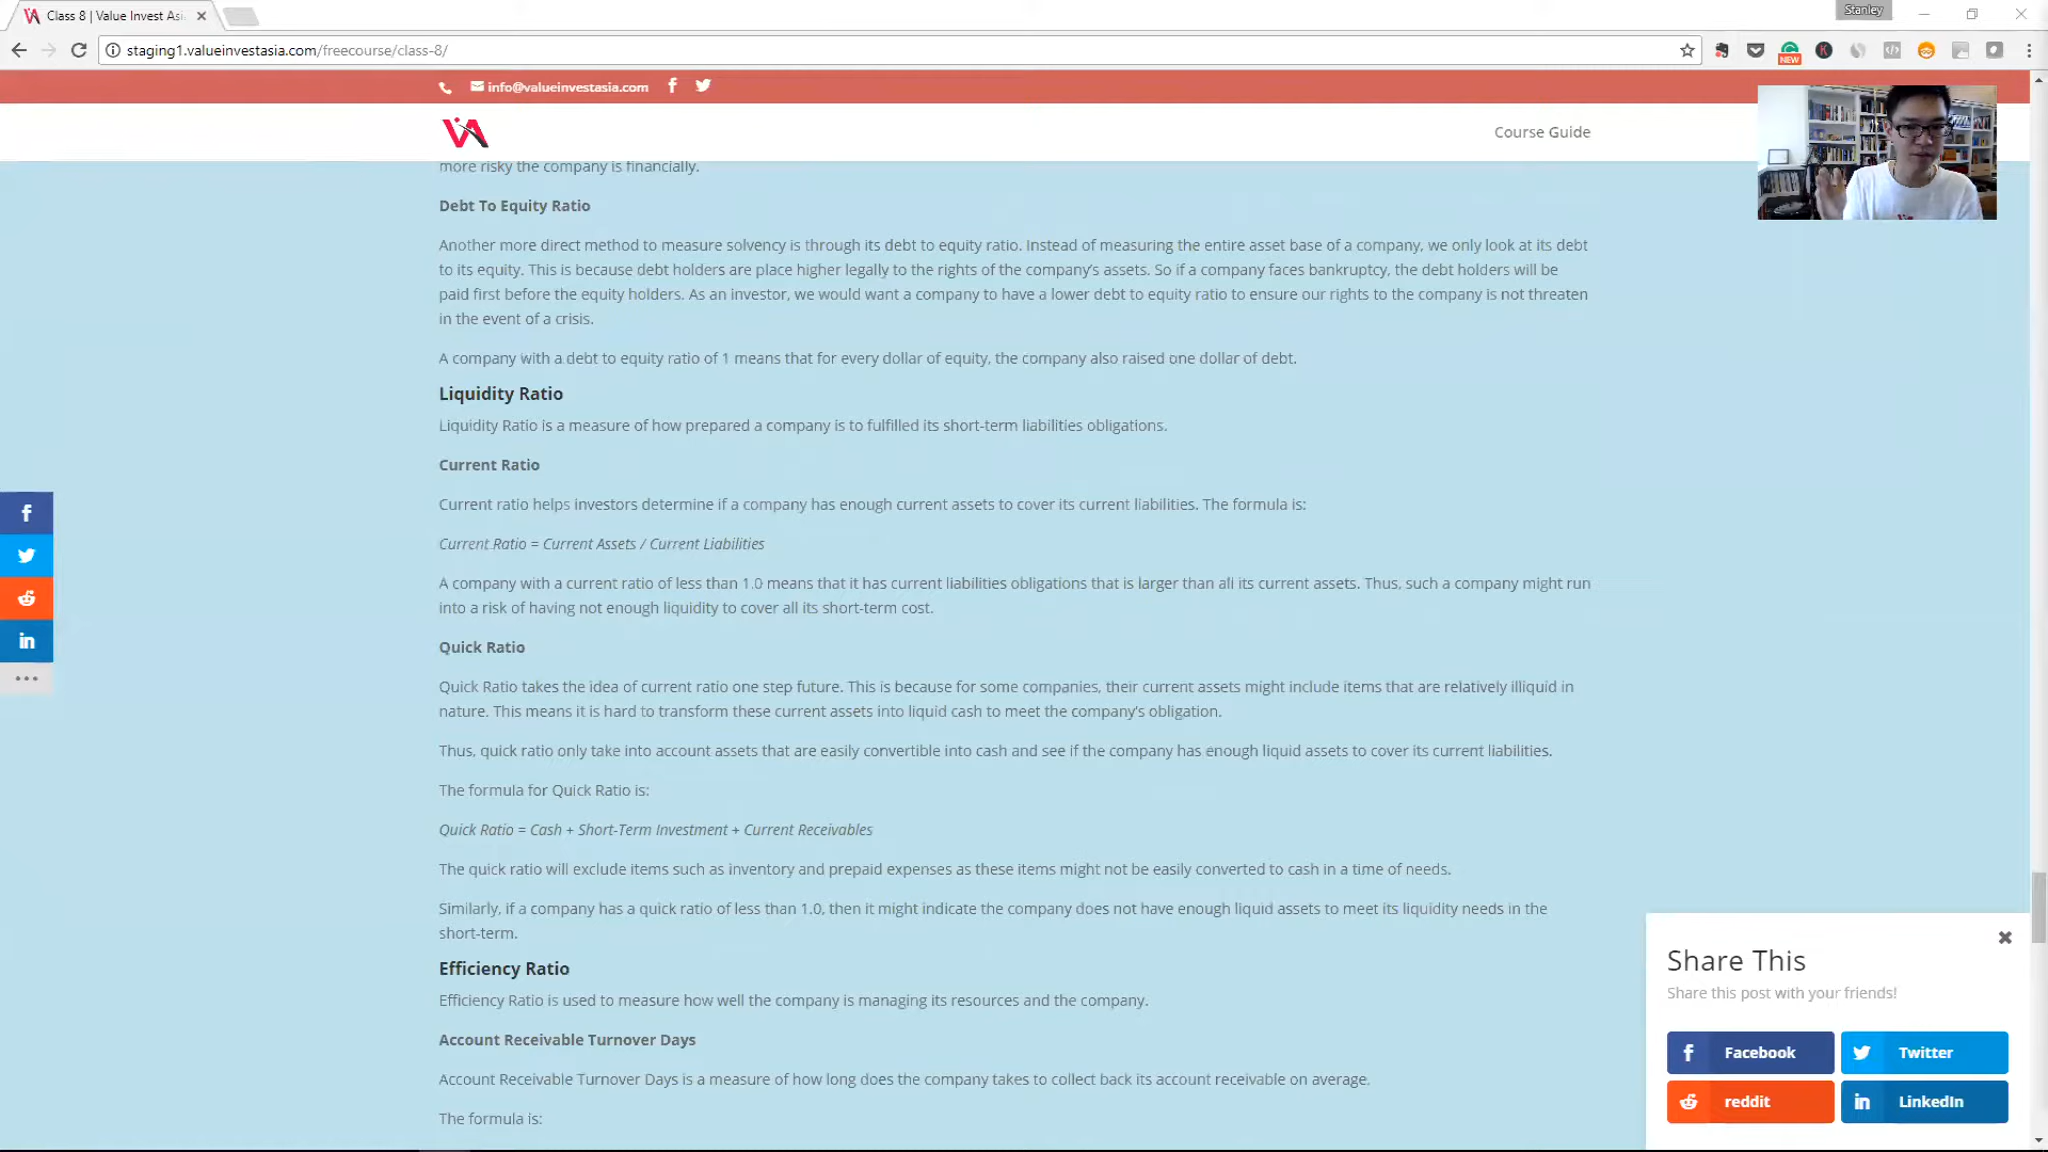 Class 8 | Value Invest Asi
Stanley
staging1.valueinvestasia.com/freecourse/class-8/
NEW
info@valueinvestasia.com
VA
Course Guide
more risky the company is financially.
Debt To Equity Ratio
Another more direct method to measure solvency is through its debt to equity ratio. Instead of measuring the entire asset base of a company, we only look at its debt
to its equity. This is because debt holders are place higher legally to the rights of the company's assets. So if a company faces bankruptcy, the debt holders will be
paid first before the equity holders. As an investor, we would want a company to have a lower debt to equity ratio to ensure our rights to the company is not threaten
in the event of a crisis.
A company with a debt to equity ratio of 1 means that for every dollar of equity, the company also raised one dollar of debt.
Liquidity Ratio
Liquidity Ratio is a measure of how prepared a company is to fulfilled its short-term liabilities obligations.
Current Ratio
Current ratio helps investors determine if a company has enough current assets to cover its current liabilities. The formula is:
Current Ratio = Current Assets / Current Liabilities
A company with a current ratio of less than 1.0 means that it has current liabilities obligations that is larger than all its current assets. Thus, such a company might run
into a risk of having not enough liquidity to cover all its short-term cost.
Quick Ratio
Quick Ratio takes the idea of current ratio one step future. This is because for some companies, their current assets might include items that are relatively illiquid in
nature. This means it is hard to transform these current assets into liquid cash to meet the company's obligation.
Thus, quick ratio only take into account assets that are easily convertible into cash and see if the company has enough liquid assets to cover its current liabilities.
The formula for Quick Ratio is:
Quick Ratio = Cash + Short-Term Investment + Current Receivables
The quick ratio will exclude items such as inventory and prepaid expenses as these items might not be easily converted to cash in a time of needs.
Similarly, if a company has a quick ratio of less than 1.0, then it might indicate the company does not have enough liquid assets to meet its liquidity needs in the
short-term.
Efficiency Ratio
Efficiency Ratio is used to measure how well the company is managing its resources and the company.
Account Receivable Turnover Days
Account Receivable Turnover Days is a measure of how long does the company takes to collect back its account receivable on average.
The formula is:
Share This
Share this post with your friends!
Facebook
Twitter
reddit
LinkedIn